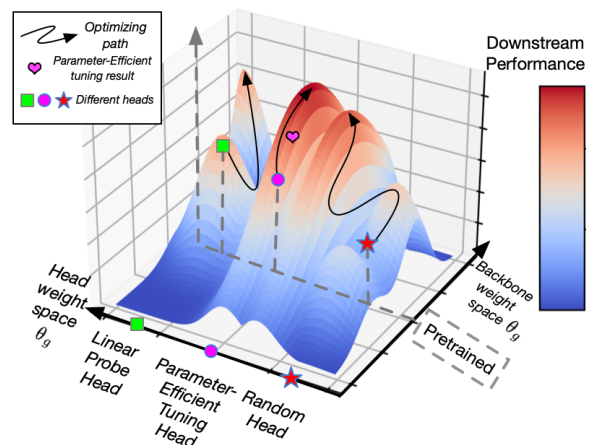 Optimizing
path
Parameter-Efficient
tuning result
Different heads
Downstream
Performance
Head
weight
space
θg
Backbone
weight
space θg
Pretrained
Linear
Probe
Head
Parameter-
Efficient
Tuning
Head
Random
Head